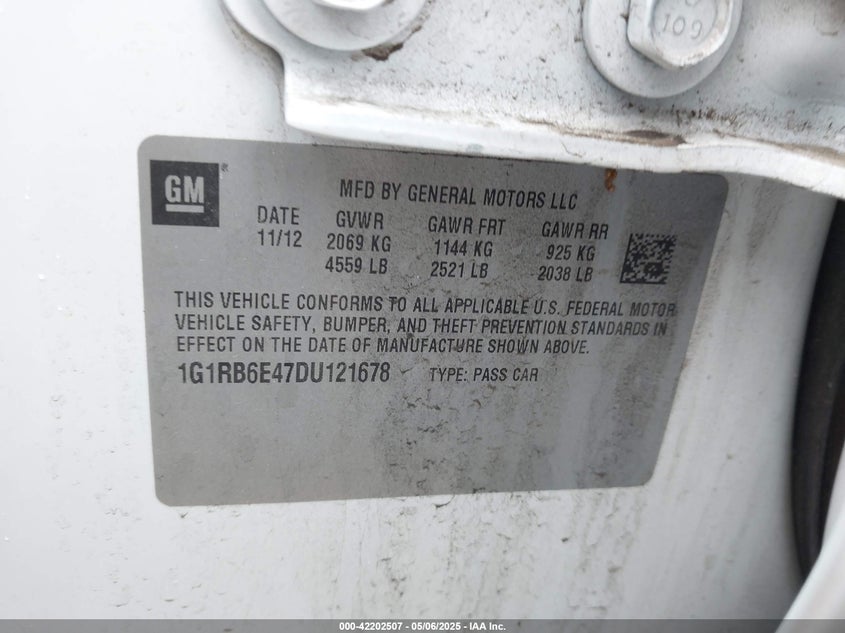 109
GM®
MFD BY GENERAL MOTORS LLC
DATE GVWR GAWR FRT GAWR RR
11/12 2069 KG 1144 KG 925 KG
4559 LB 2521 LB 2038 LB
THIS VEHICLE CONFORMS TO ALL APPLICABLE U.S. FEDERAL MOTOR
VEHICLE SAFETY, BUMPER, AND THEFT PREVENTION STANDARDS IN
EFFECT ON THE DATE OF MANUFACTURE SHOWN ABOVE.
1G1RB6E47DU121678 TYPE: PASS CAR
000-42202507 - 05/06/2025 - IAA Inc.